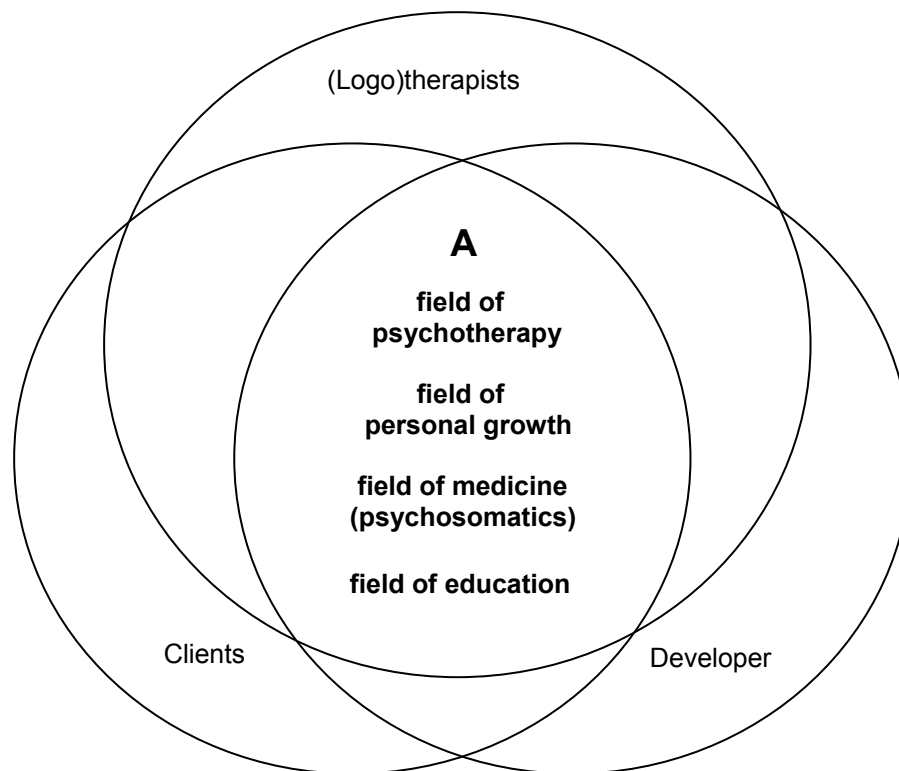 (Logo)therapists
A
field of
psychotherapy
field of
personal growth
field of medicine
(psychosomatics)
field of education
Clients
Developer